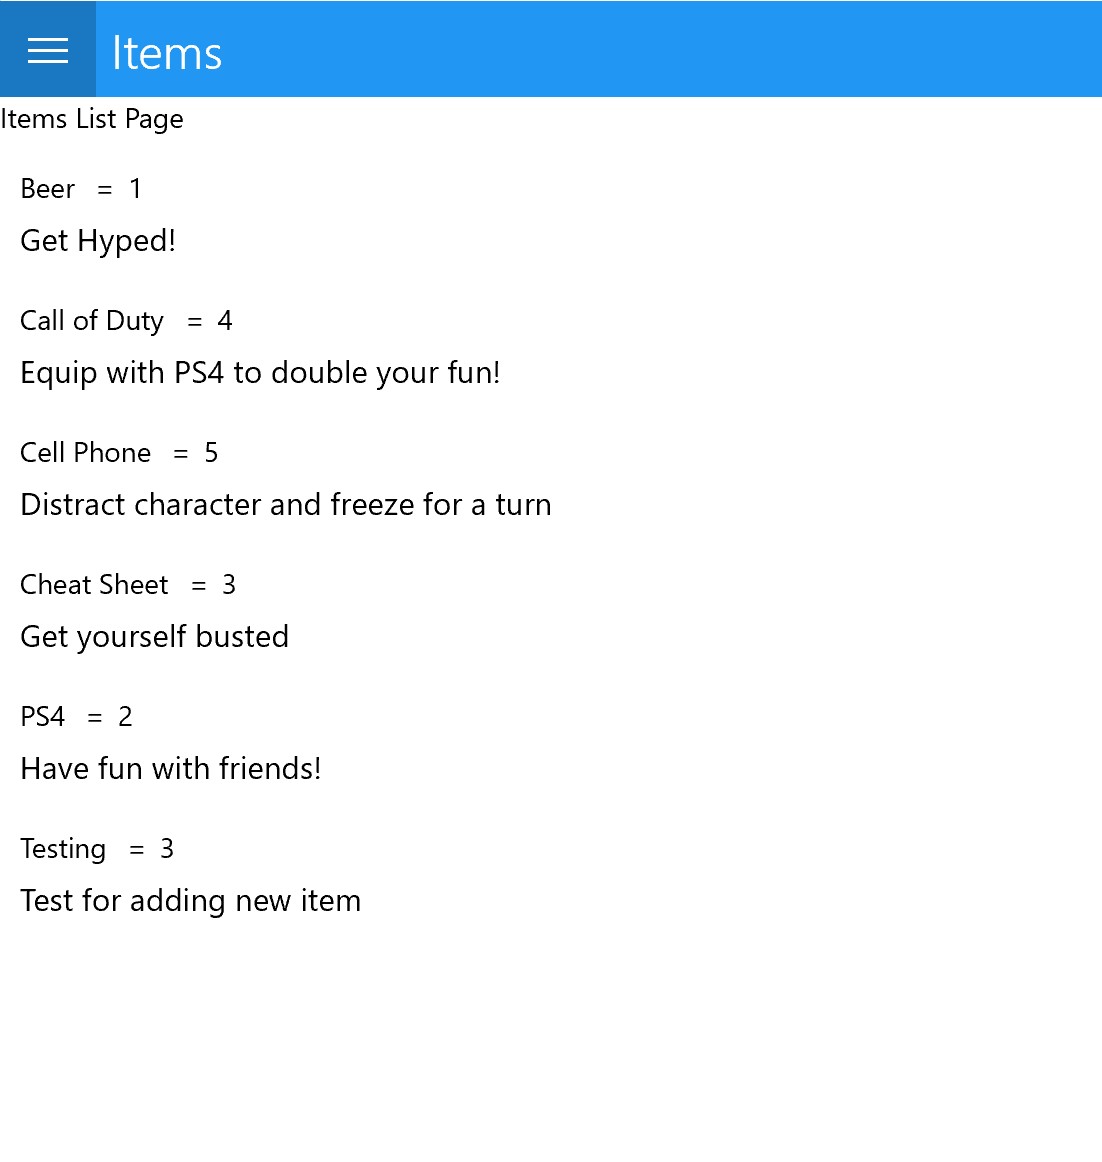 Items
Items List Page
Beer = 1
Get Hyped!
Call of Duty = 4
Equip with PS4 to double your fun!
Cell Phone = 5
Distract character and freeze for a turn
Cheat Sheet = 3
Get yourself busted
PS4 = 2
Have fun with friends!
Testing = 3
Test for adding new item